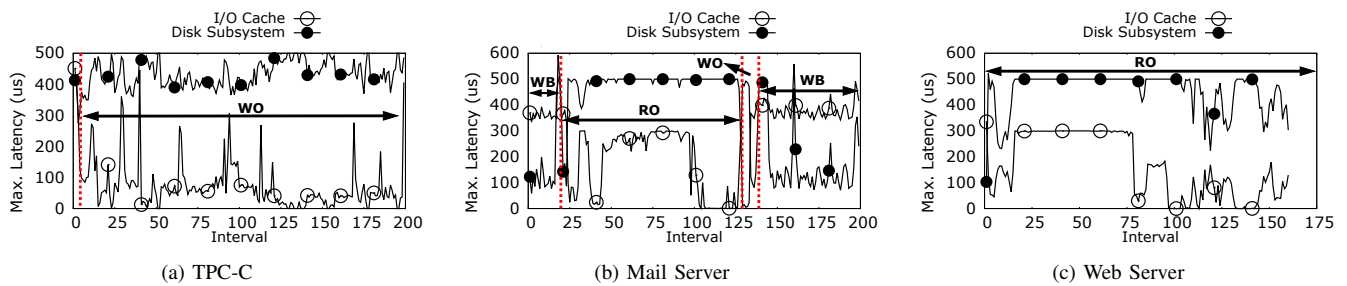 I/O Cache
Disk Subsystem
500
400
300
200
100
0
Max. Latency (us)
WO
0
25
50
75
100
125
150
175
200
Interval
(a) TPC-C
I/O Cache
Disk Subsystem
600
500
400
300
200
100
0
Max. Latency (us)
WB
RO
WO
WB
0
25
50
75
100
125
150
175
200
Interval
(b) Mail Server
I/O Cache
Disk Subsystem
600
500
400
300
200
100
0
Max. Latency (us)
RO
0
25
50
75
100
125
150
175
Interval
(c) Web Server